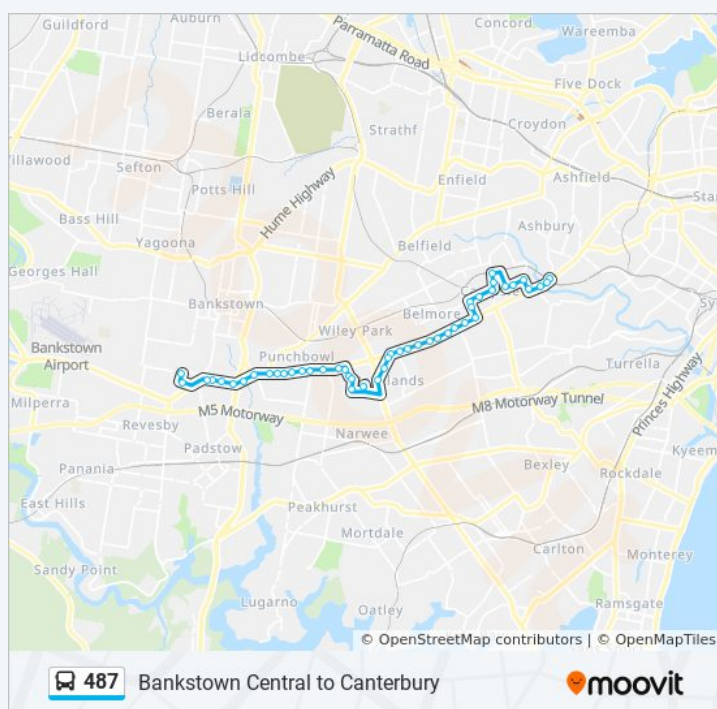 Guildford
Auburn
Concord
Wareemba
Parramatta Road
Lidcombe
Five Dock
Berala
Strathf
Croydon
Villawood
Sefton
Potts Hill
Enfield
Ashfield
Stan
Hume Highway
Bass Hill
Ashbury
Yagoona
Belfield
Georges Hall
Bankstown
Belmore
Wiley Park
Sy
Bankstown
Airport
Punchbowl
Turrella
Milperra
M5 Motorway
lands
M8 Motorway Tunnel
Princes Highway
Revesby
Narwee
Padstow
Kyeem
Panania
Bexley
Rockdale
East Hills
Peakhurst
Mortdale
Carlton
Monterey
Sandy Point
Lugarno
Oatley
Ramsgate
© OpenStreetMap contributors | © OpenMapTiles
487 Bankstown Central to Canterbury
moovit